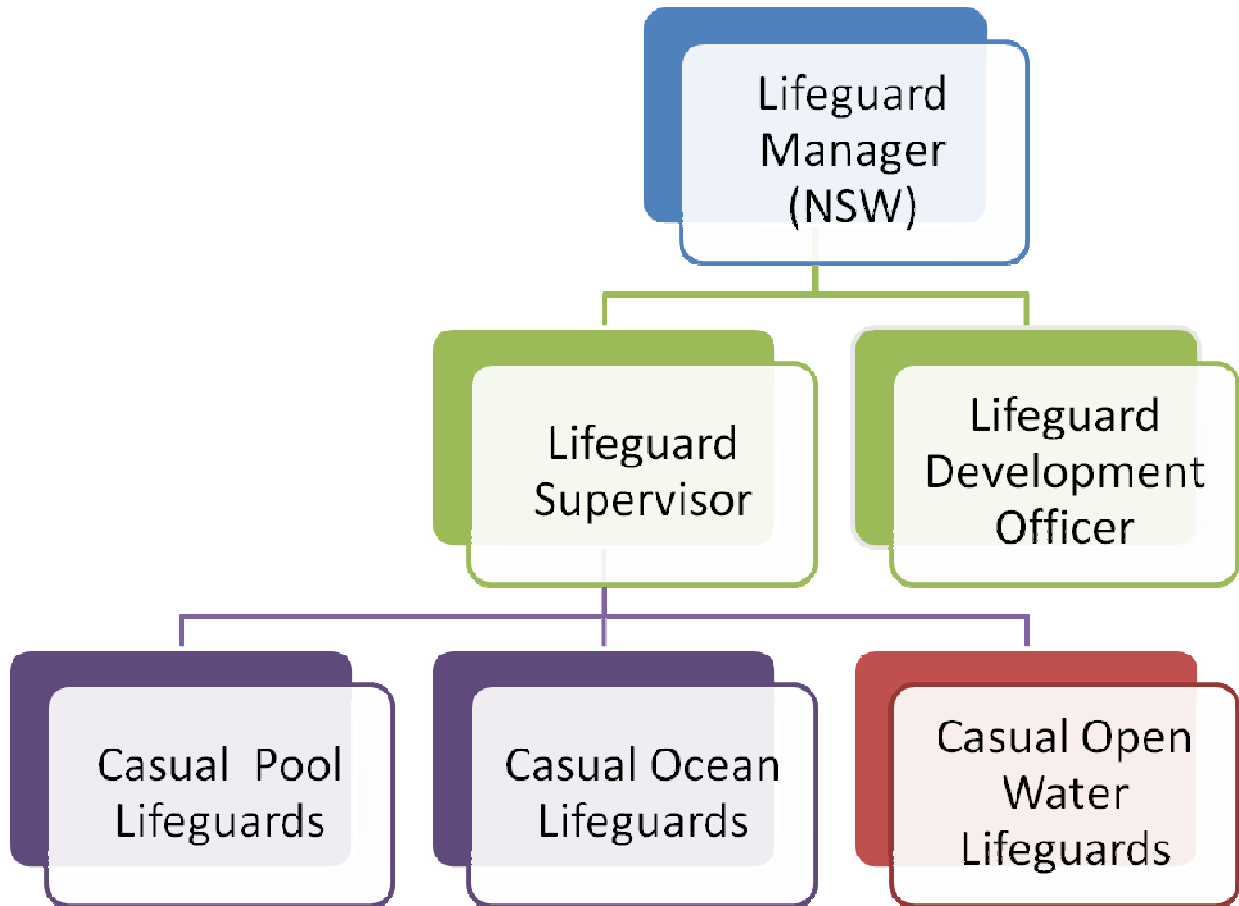 Lifeguard
Manager
(NSW)
Lifeguard
Supervisor
Lifeguard
Development
Officer
Casual  Pool
Lifeguards
Casual Ocean
Lifeguards
Casual Open
Water
Lifeguards